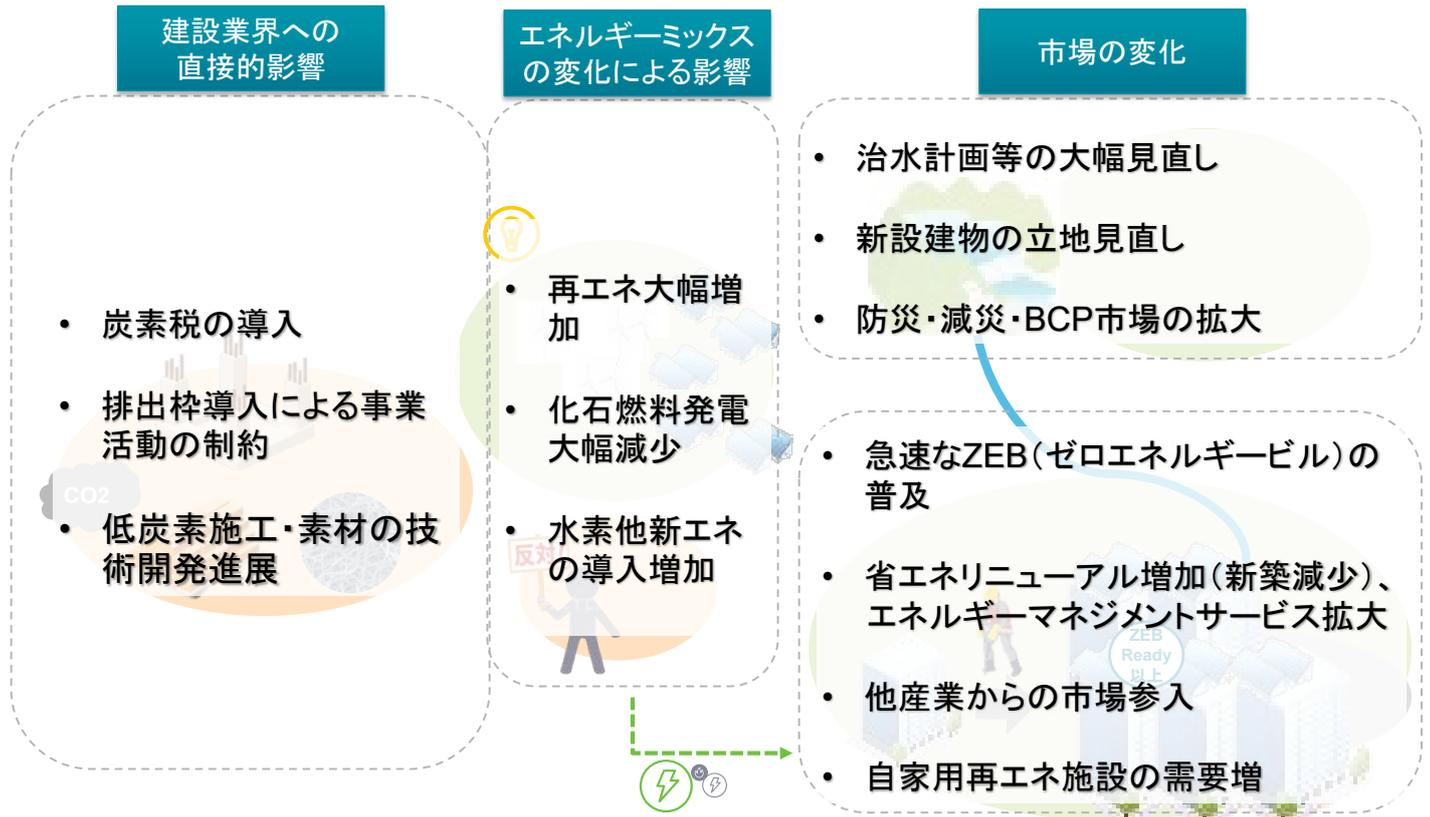 建設業界への
直接的影響
エネルギーミックス
の変化による影響
市場の変化
• 炭素税の導入
• 排出枠導入による事業
活動の制約
• 低炭素施工・素材の技
術開発進展
CO2
• 再エネ大幅増
加
• 化石燃料発電
大幅減少
• 水素他新エネ
の導入増加
反対!
• 治水計画等の大幅見直し
• 新設建物の立地見直し
• 防災・減災・BCP市場の拡大
• 急速なZEB(ゼロエネルギービル)の
普及
• 省エネリニューアル増加(新築減少)、
エネルギーマネジメントサービス拡大
ZEB
Ready
以上
• 他産業からの市場参入
• 自家用再エネ施設の需要増